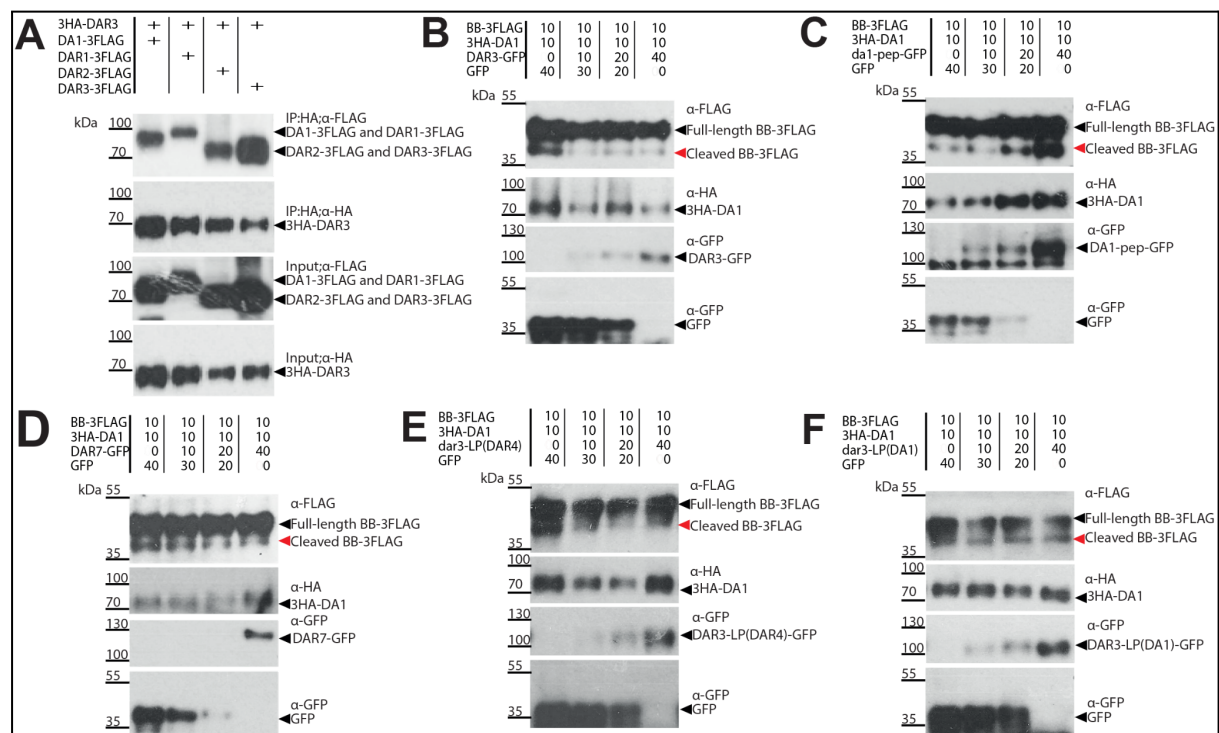 A
3HA-DAR3 + + + +
DA1-3FLAG +
DAR1-3FLAG +
DAR2-3FLAG +
DAR3-3FLAG +
kDa
IP:HA;α-FLAG
100
DA1-3FLAG and DAR1-3FLAG
70
DAR2-3FLAG and DAR3-3FLAG
100
IP:HA;α-HA
70
3HA-DAR3
100
Input;α-FLAG
DA1-3FLAG and DAR1-3FLAG
70
DAR2-3FLAG and DAR3-3FLAG
100
Input;α-HA
70
3HA-DAR3
B
BB-3FLAG 10 10 10 10
3HA-DA1 10 10 10 10
DAR3-GFP 0 10 20 40
GFP 40 30 20 0
kDa 55
α-FLAG
Full-length BB-3FLAG
Cleaved BB-3FLAG
35
100
α-HA
70
3HA-DA1
130
α-GFP
100
DAR3-GFP
55
α-GFP
35
GFP
C
BB-3FLAG 10 10 10 10
3HA-DA1 10 10 10 10
da1-pep-GFP 0 10 20 40
GFP 40 30 20 0
kDa 55
α-FLAG
Full-length BB-3FLAG
Cleaved BB-3FLAG
35
100
α-HA
70
3HA-DA1
130
α-GFP
DA1-pep-GFP
100
55
α-GFP
35
GFP
D
BB-3FLAG 10 10 10 10
3HA-DA1 10 10 10 10
DAR7-GFP 0 10 20 40
GFP 40 30 20 0
kDa 55
α-FLAG
Full-length BB-3FLAG
Cleaved BB-3FLAG
35
100
α-HA
70
3HA-DA1
130
α-GFP
DAR7-GFP
100
55
α-GFP
35
GFP
E
BB-3FLAG 10 10 10 10
3HA-DA1 10 10 10 10
dar3-LP(DAR4) 0 10 20 40
GFP 40 30 20 0
kDa 55
α-FLAG
Full-length BB-3FLAG
Cleaved BB-3FLAG
35
100
α-HA
70
3HA-DA1
130
α-GFP
100
DAR3-LP(DAR4)-GFP
55
α-GFP
35
GFP
F
BB-3FLAG 10 10 10 10
3HA-DA1 10 10 10 10
dar3-LP(DA1) 0 10 20 40
GFP 40 30 20 0
kDa 55
α-FLAG
Full-length BB-3FLAG
Cleaved BB-3FLAG
35
100
α-HA
70
3HA-DA1
130
α-GFP
100
DAR3-LP(DA1)-GFP
55
α-GFP
35
GFP